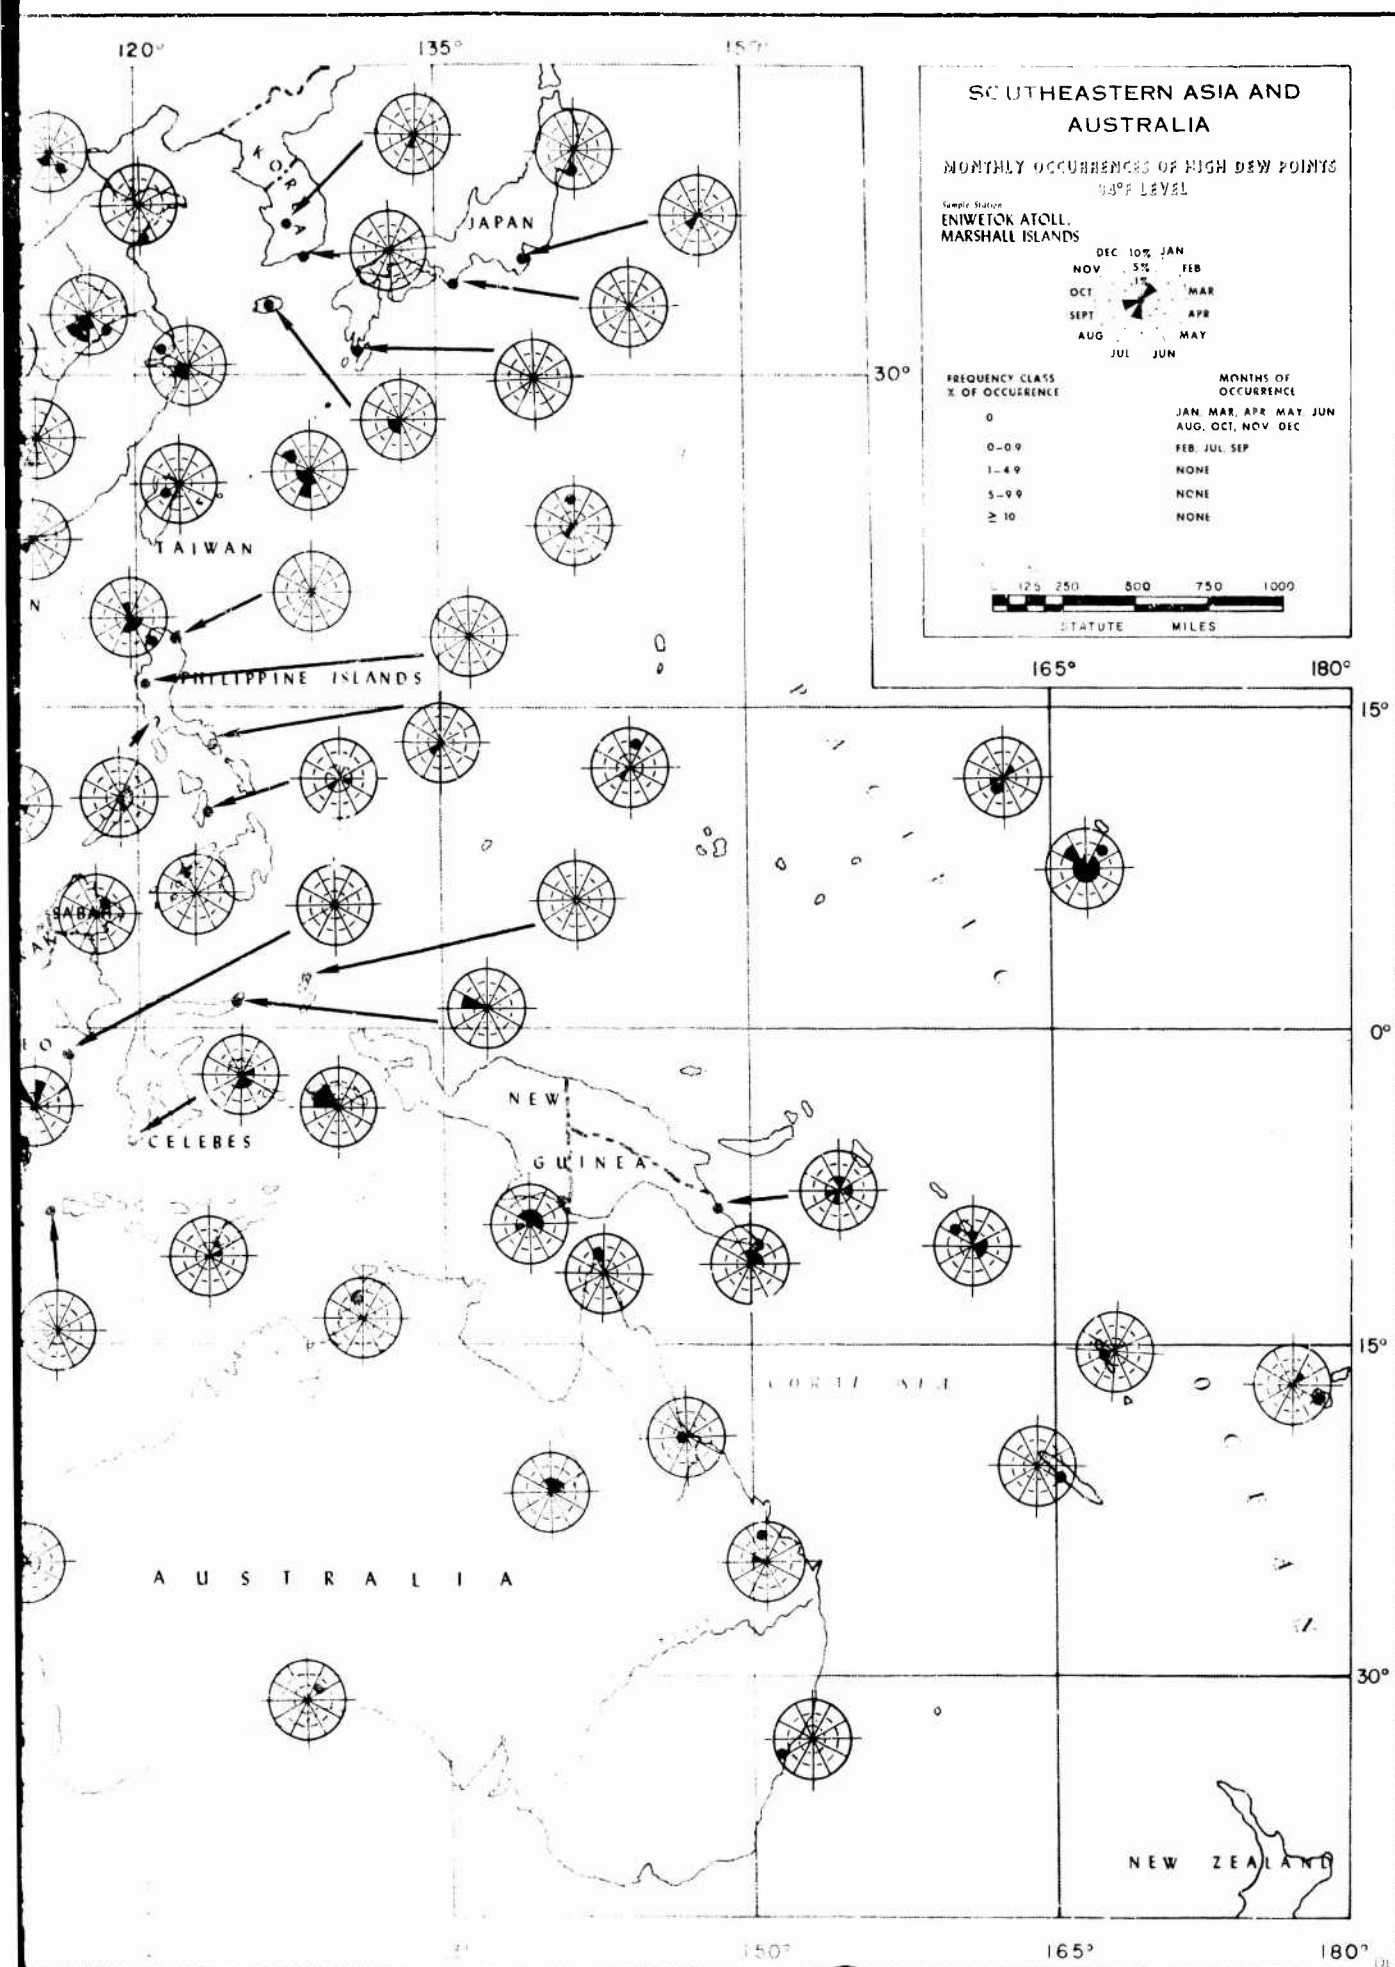 120°
135°
150°
SOUTHEASTERN ASIA AND
AUSTRALIA
MONTHLY OCCURRENCES OF HIGH DEW POINTS
Sample Station
ENIWETOK ATOLL,
MARSHALL ISLANDS
DEC 10% JAN
NOV 5% FEB
1%
OCT MAR
SEPT APR
AUG MAY
JUL JUN
FREQUENCY CLASS
% OF OCCURRENCE
MONTHS OF
OCCURRENCE
0
JAN, MAR, APR, MAY, JUN
AUG, OCT, NOV, DEC
0-0.9 FEB, JUL, SEP
1-4.9 NONE
5-9.9 NONE
≥ 10 NONE
125 250 500 750 1000
STATUTE MILES
KOREA
JAPAN
30°
TAIWAN
N
PHILIPPINE ISLANDS
165°
180°
15°
SABAH
0°
NEW
GUINEA
CELEBES
15°
CORAL SEA
AUSTRALIA
30°
NEW ZEALAND
150°
165°
180°